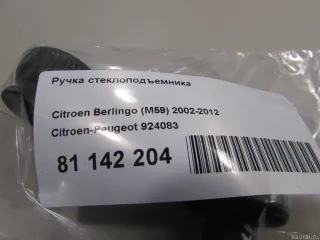 Ручка стеклоподъемника
Citroen Berlingo (M59) 2002-2012
Citroen-Peugeot 924083
81 142 204